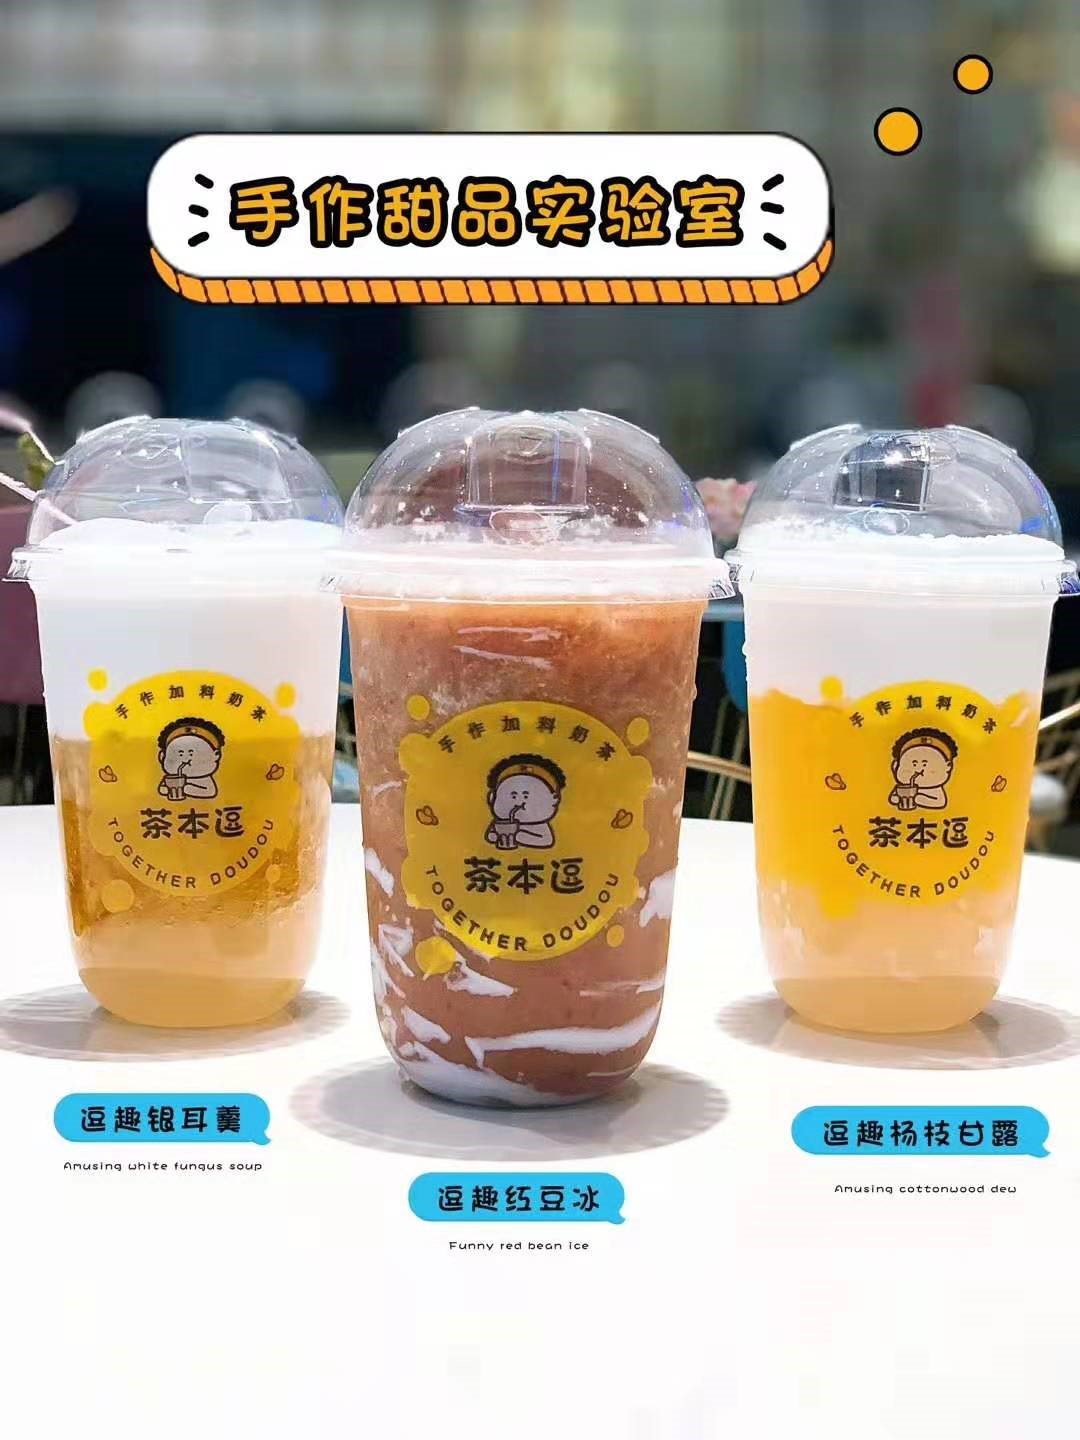 手作甜品实验室
手作加料奶茶
茶本逗
TOGETHER DOUDOU
手作加料奶茶
茶本逗
TOGETHER DOUDOU
手作加料奶茶
茶本逗
TOGETHER DOUDOU
逗趣银耳羹
Amusing white fungus soup
逗趣红豆冰
Funny red bean ice
逗趣杨枝甘露
Amusing cottonwood dew